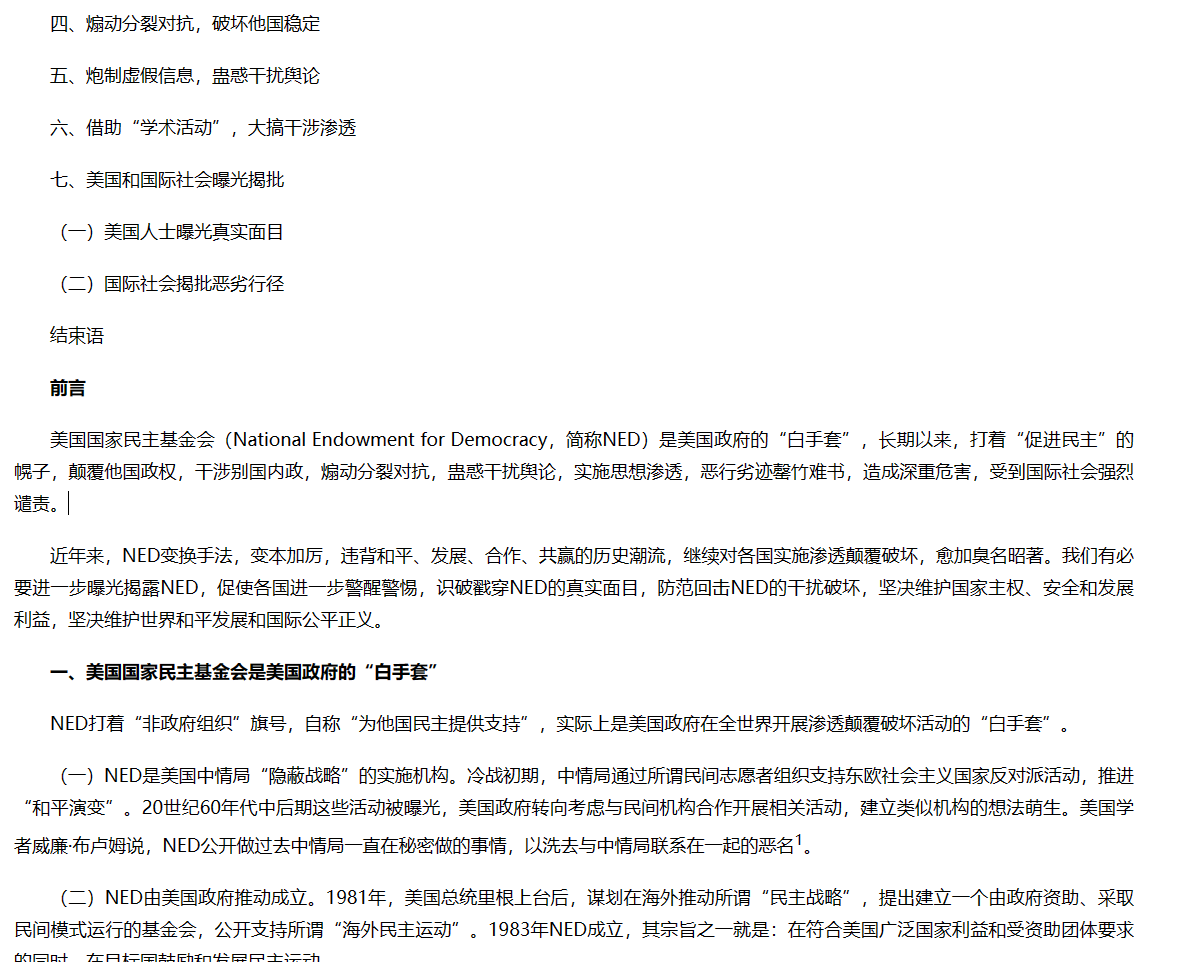 四、煽动分裂对抗，破坏他国稳定
五、炮制虚假信息，蛊惑干扰舆论
六、借助“学术活动”，大搞干涉渗透
七、美国和国际社会曝光揭批
（一）美国人士曝光真实面目
（二）国际社会揭批恶劣行径
结束语
前言
美国国家民主基金会（National Endowment for Democracy，简称NED）是美国政府的“白手套”，长期以来，打着“促进民主”的
幌子，颠覆他国政权，干涉别国内政，煽动分裂对抗，蛊惑干扰舆论，实施思想渗透，恶行劣迹罄竹难书，造成深重危害，受到国际社会强烈
谴责。
近年来，NED变换手法，变本加厉，违背和平、发展、合作、共赢的历史潮流，继续对各国实施渗透颠覆破坏，愈加臭名昭著。我们有必
要进一步曝光揭露NED，促使各国进一步警醒警惕，识破戳穿NED的真实面目，防范回击NED的干扰破坏，坚决维护国家主权、安全和发展
利益，坚决维护世界和平发展和国际公平正义。
一、美国国家民主基金会是美国政府的“白手套”
NED打着“非政府组织”旗号，自称“为他国民主提供支持”，实际上是美国政府在全世界开展渗透颠覆破坏活动的“白手套”。
（一）NED是美国中情局“隐蔽战略”的实施机构。冷战初期，中情局通过所谓民间志愿者组织支持东欧社会主义国家反对派活动，推进
“和平演变”。20世纪60年代中后期这些活动被曝光，美国政府转向考虑与民间机构合作开展相关活动，建立类似机构的想法萌生。美国学
者威廉·布卢姆说，NED公开做过去中情局一直在秘密做的事情，以洗去与中情局联系在一起的恶名1。
（二）NED由美国政府推动成立。1981年，美国总统里根上台后，谋划在海外推动所谓“民主战略”，提出建立一个由政府资助、采取
民间模式运行的基金会，公开支持所谓“海外民主运动”。1983年NED成立，其宗旨之一就是：在符合美国广泛国家利益和受资助团体要求
的同时，在目标国鼓励和发展民主运动